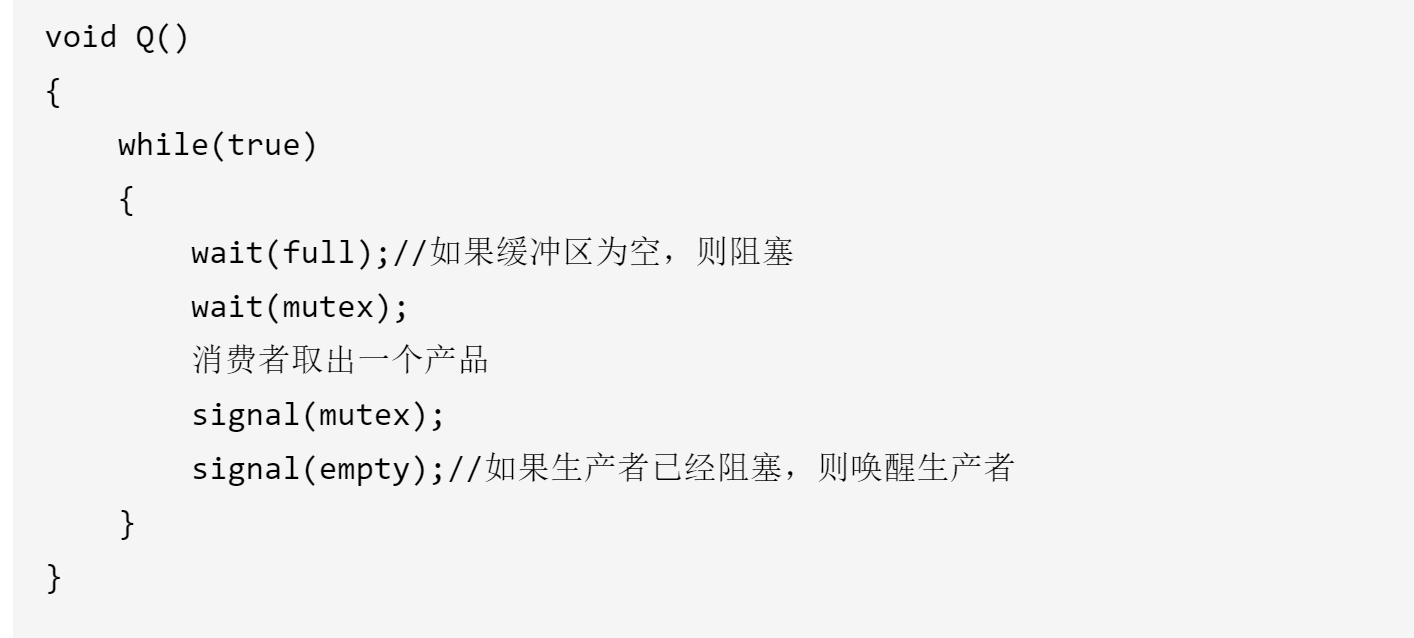 void Q()
{
    while(true)
    {
        wait(full);//如果缓冲区为空，则阻塞
        wait(mutex);
        消费者取出一个产品
        signal(mutex);
        signal(empty);//如果生产者已经阻塞，则唤醒生产者
    }
}